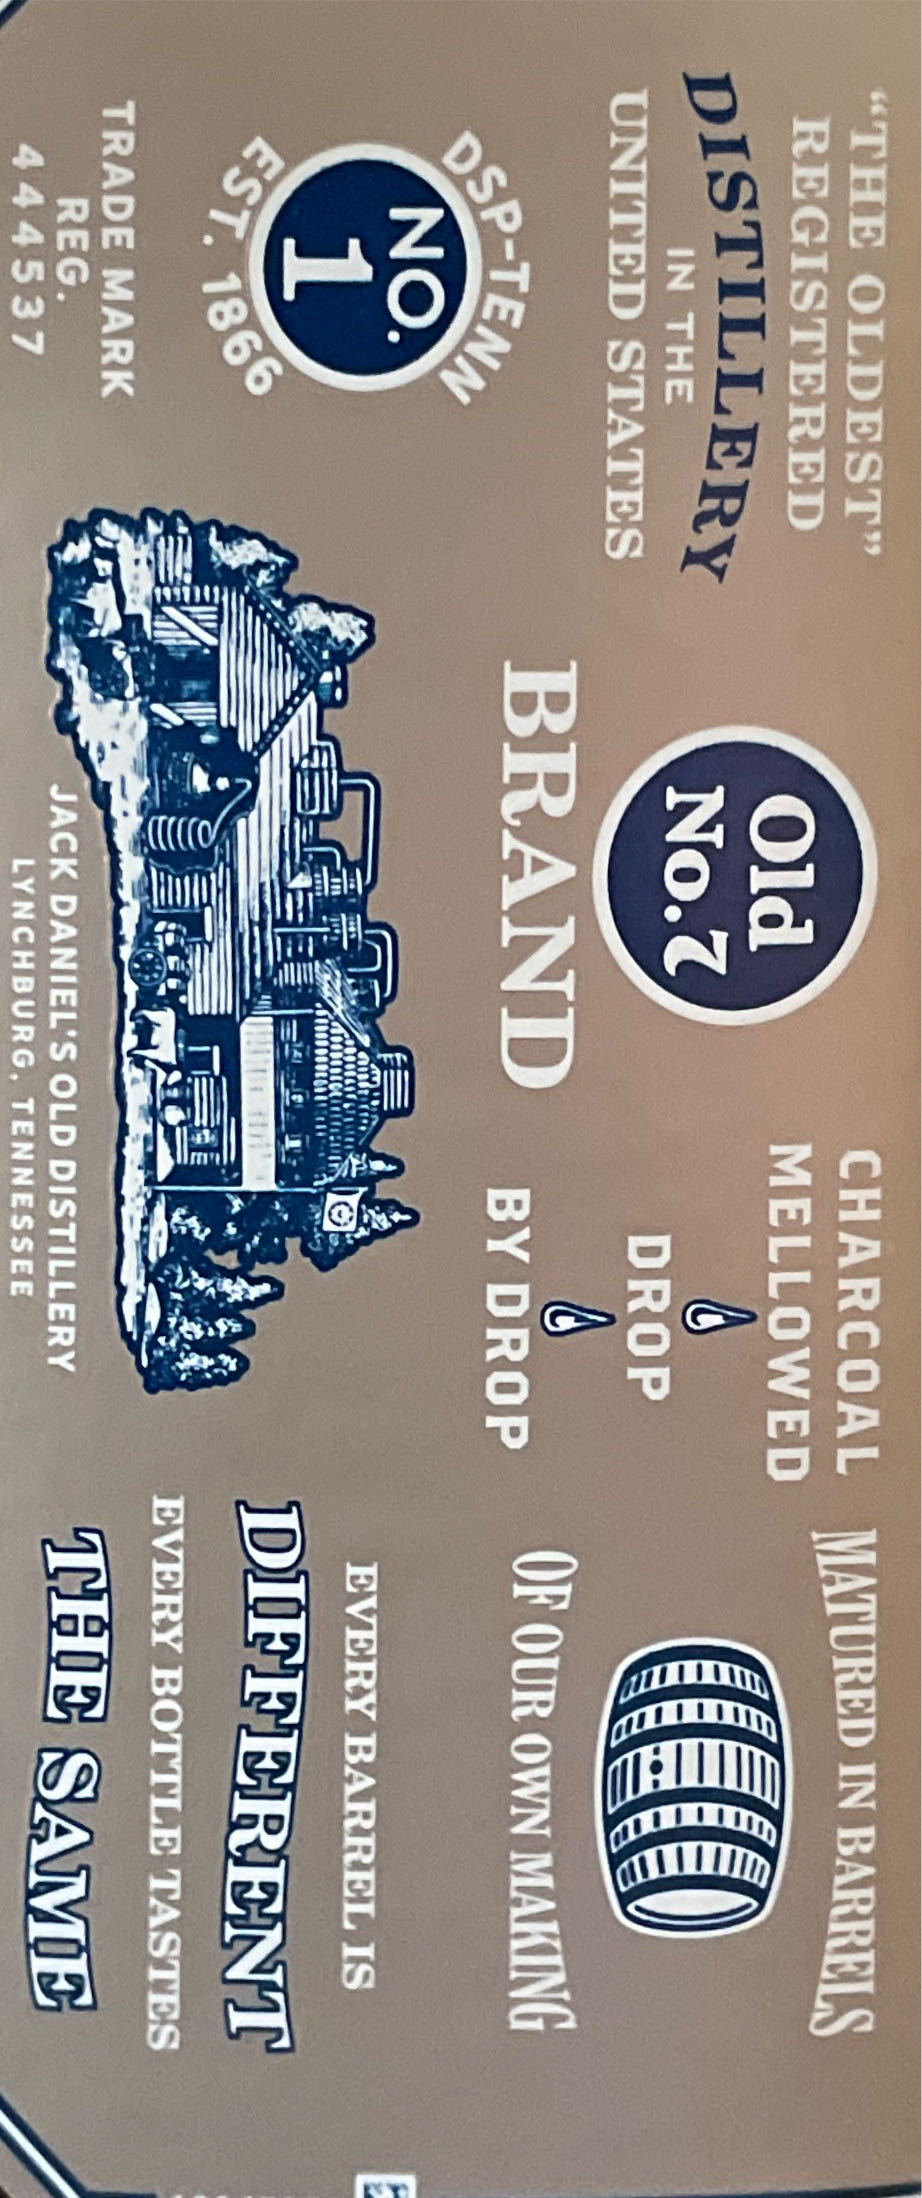 “THE OLDEST”
REGISTERED
DISTILLERY
IN THE
UNITED STATES
DSP-TENN
NO.
1
EST. 1866
TRADE MARK
REG.
444537
Old
No.7
BRAND
JACK DANIEL'S OLD DISTILLERY
LYNCHBURG, TENNESSEE
CHARCOAL
MELLOWED
DROP
BY DROP
MATURED IN BARRELS
OF OUR OWN MAKING
EVERY BARREL IS
DIFFERENT
EVERY BOTTLE TASTES
THE SAME